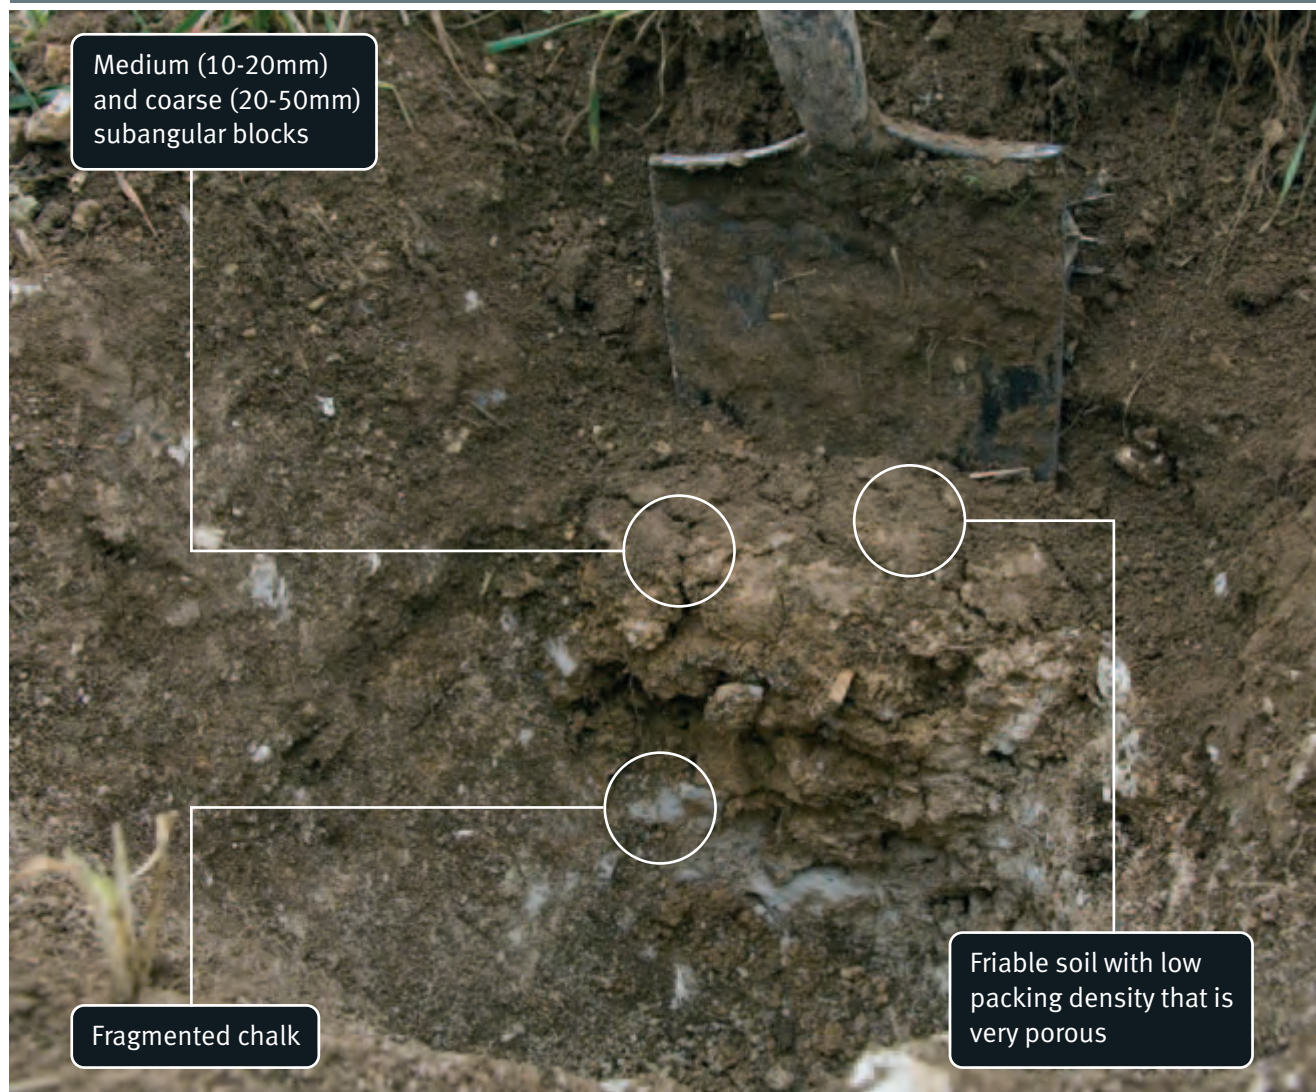 Medium (10-20mm)
and coarse (20-50mm)
subangular blocks
Fragmented chalk
Friable soil with low
packing density that is
very porous